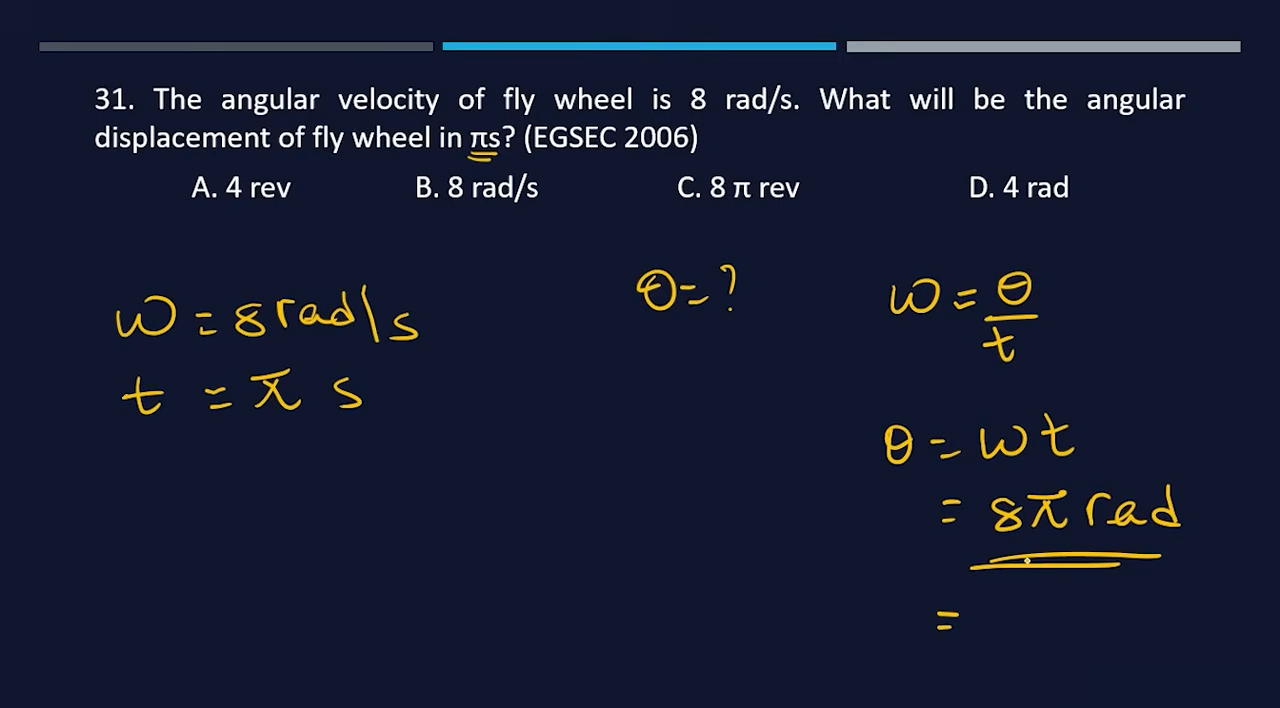 31. The angular velocity of fly wheel is 8 rad/s. What will be the angular
displacement of fly wheel in πs? (EGSEC 2006)
A. 4 rev B. 8 rad/s C. 8 π rev D. 4 rad
ω = 8 rad/s
t = π s
θ = ?
ω = θ/t
θ = ωt
= 8π rad
=